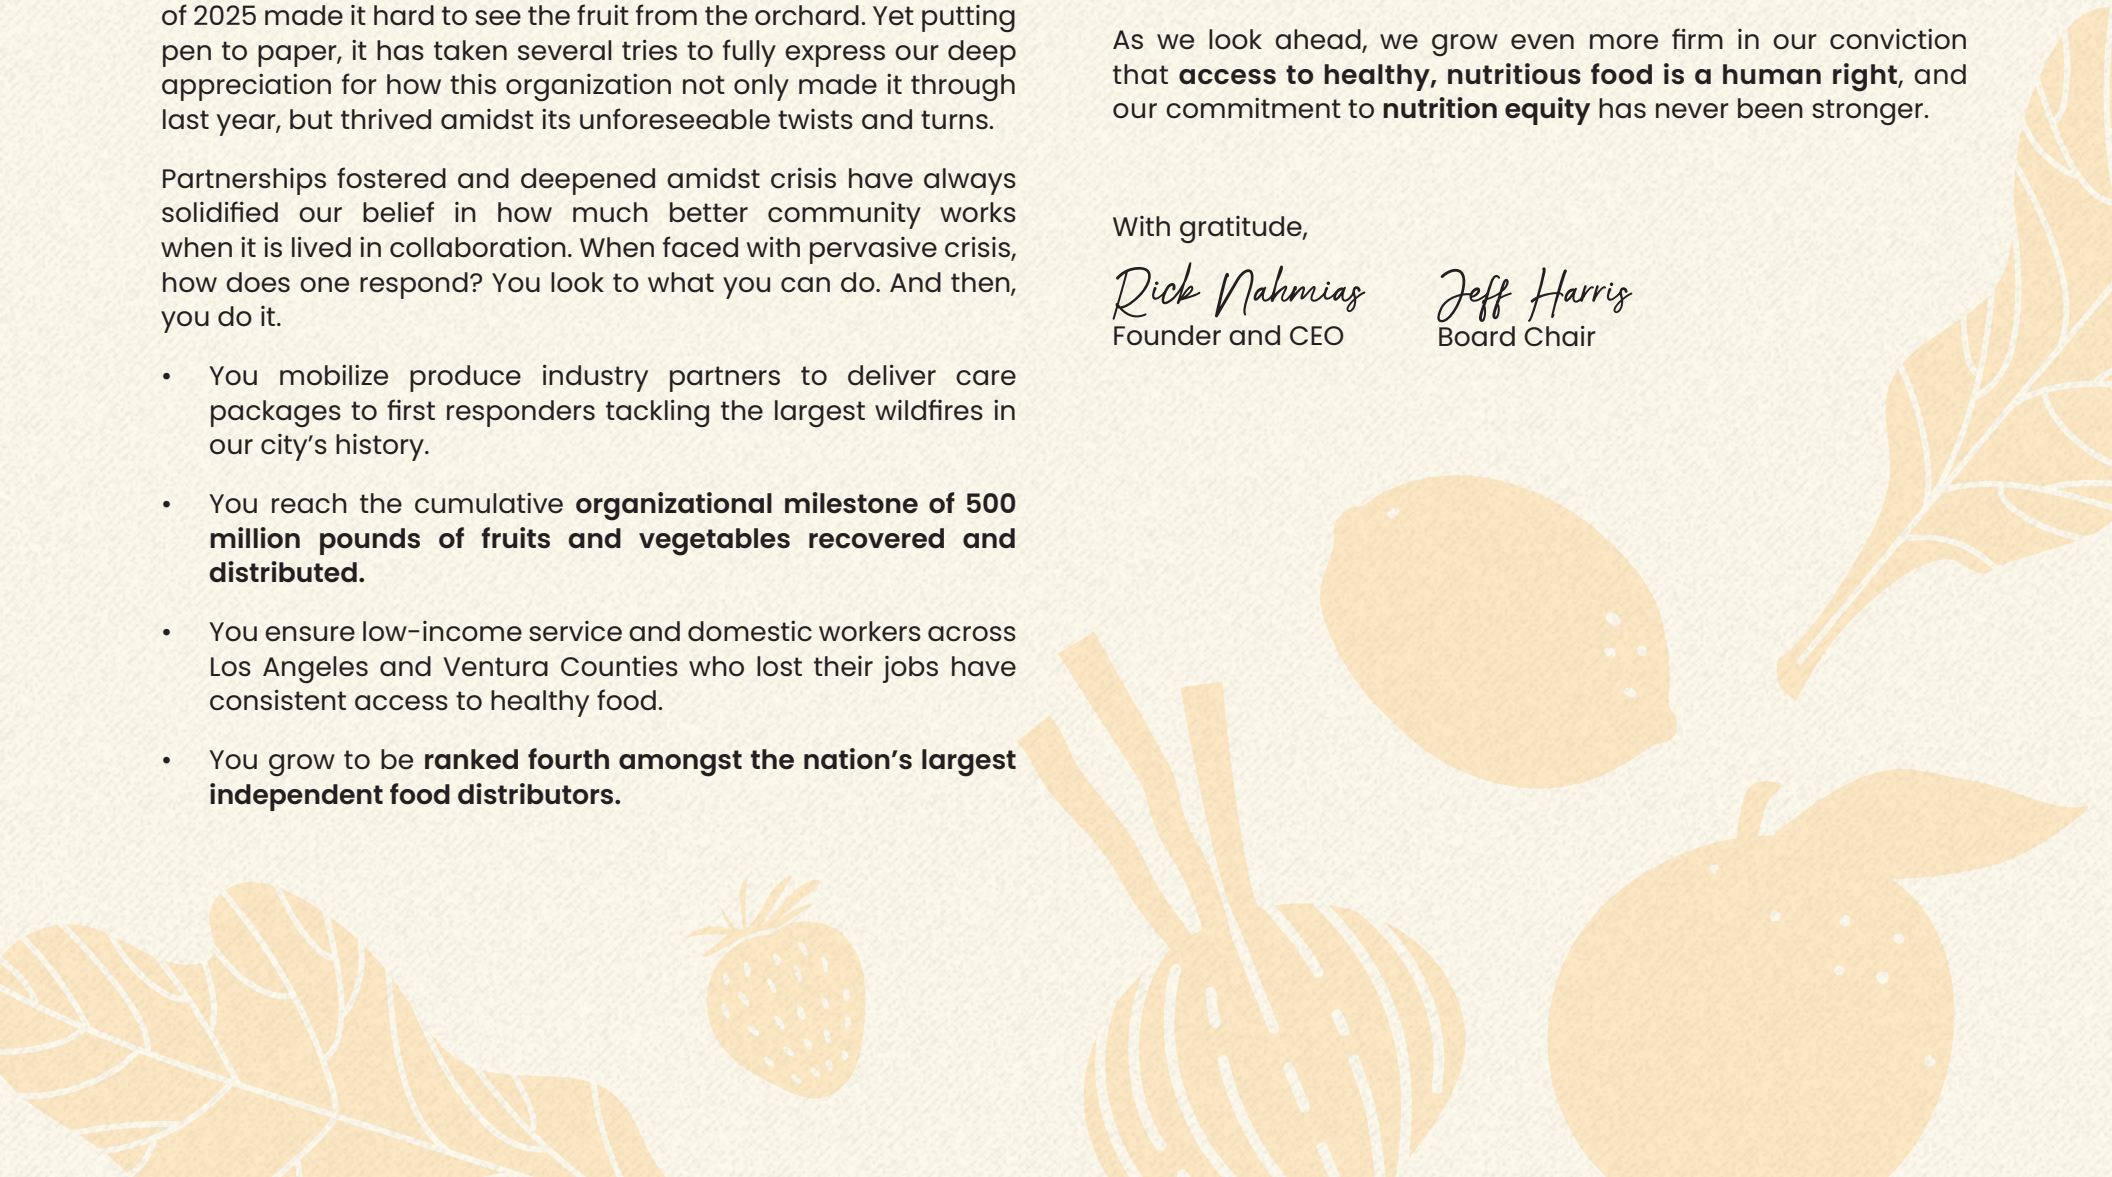 of 2025 made it hard to see the fruit from the orchard. Yet putting
pen to paper, it has taken several tries to fully express our deep
appreciation for how this organization not only made it through
last year, but thrived amidst its unforeseeable twists and turns.
Partnerships fostered and deepened amidst crisis have always
solidified our belief in how much better community works
when it is lived in collaboration. When faced with pervasive crisis,
how does one respond? You look to what you can do. And then,
you do it.
• You mobilize produce industry partners to deliver care
packages to first responders tackling the largest wildfires in
our city’s history.
• You reach the cumulative organizational milestone of 500
million pounds of fruits and vegetables recovered and
distributed.
• You ensure low-income service and domestic workers across
Los Angeles and Ventura Counties who lost their jobs have
consistent access to healthy food.
• You grow to be ranked fourth amongst the nation’s largest
independent food distributors.
As we look ahead, we grow even more firm in our conviction
that access to healthy, nutritious food is a human right, and
our commitment to nutrition equity has never been stronger.
With gratitude,
Rick Nahmias
Founder and CEO
Jeff Harris
Board Chair